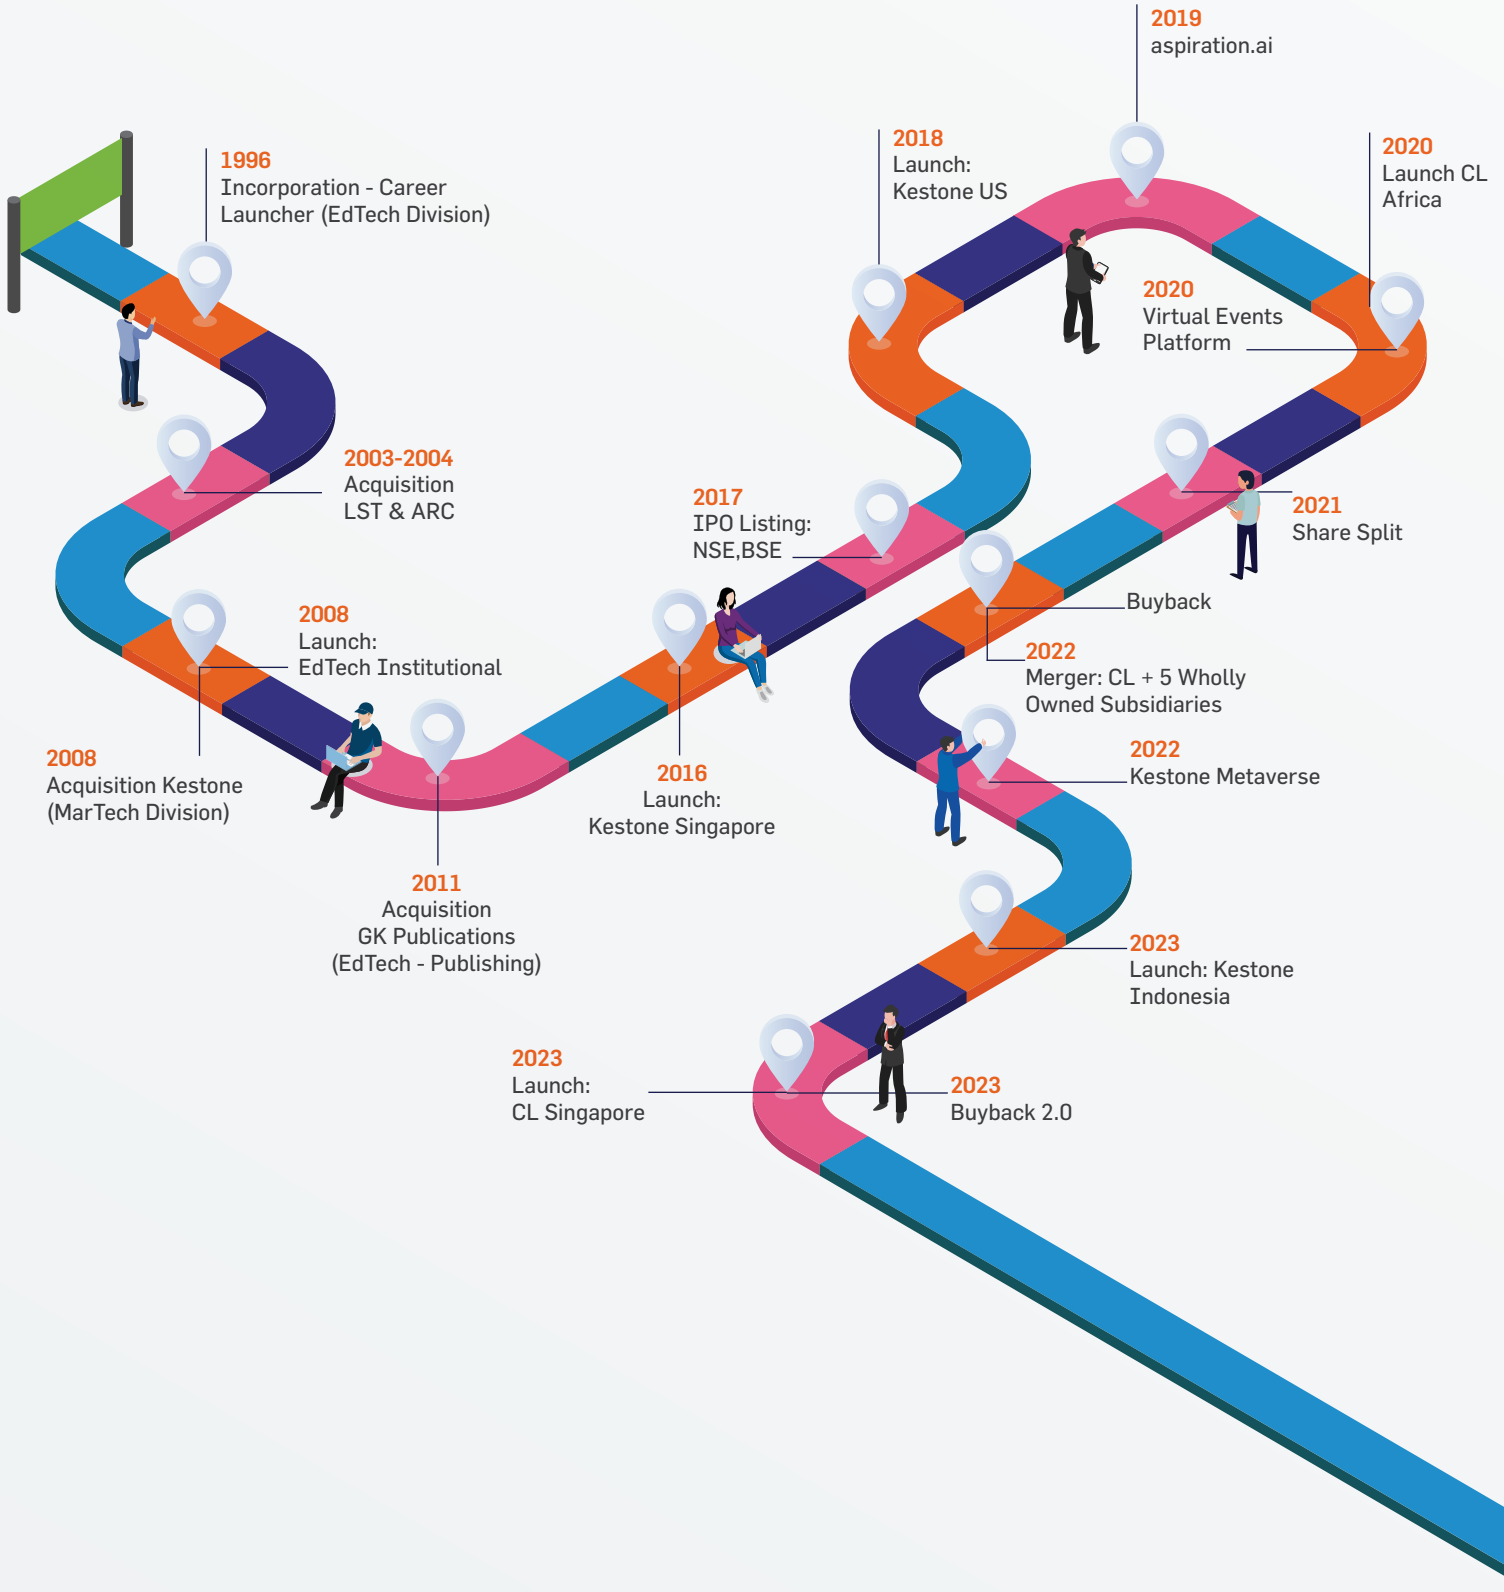 1996
Incorporation - Career
Launcher (EdTech Division)
2003-2004
Acquisition
LST & ARC
2008
Launch:
EdTech Institutional
2008
Acquisition Kestone
(MarTech Division)
2011
Acquisition
GK Publications
(EdTech - Publishing)
2016
Launch:
Kestone Singapore
2017
IPO Listing:
NSE,BSE
2018
Launch:
Kestone US
2019
aspiration.ai
2020
Launch CL
Africa
2020
Virtual Events
Platform
2021
Share Split
Buyback
2022
Merger: CL + 5 Wholly
Owned Subsidiaries
2022
Kestone Metaverse
2023
Launch: Kestone
Indonesia
2023
Launch:
CL Singapore
2023
Buyback 2.0